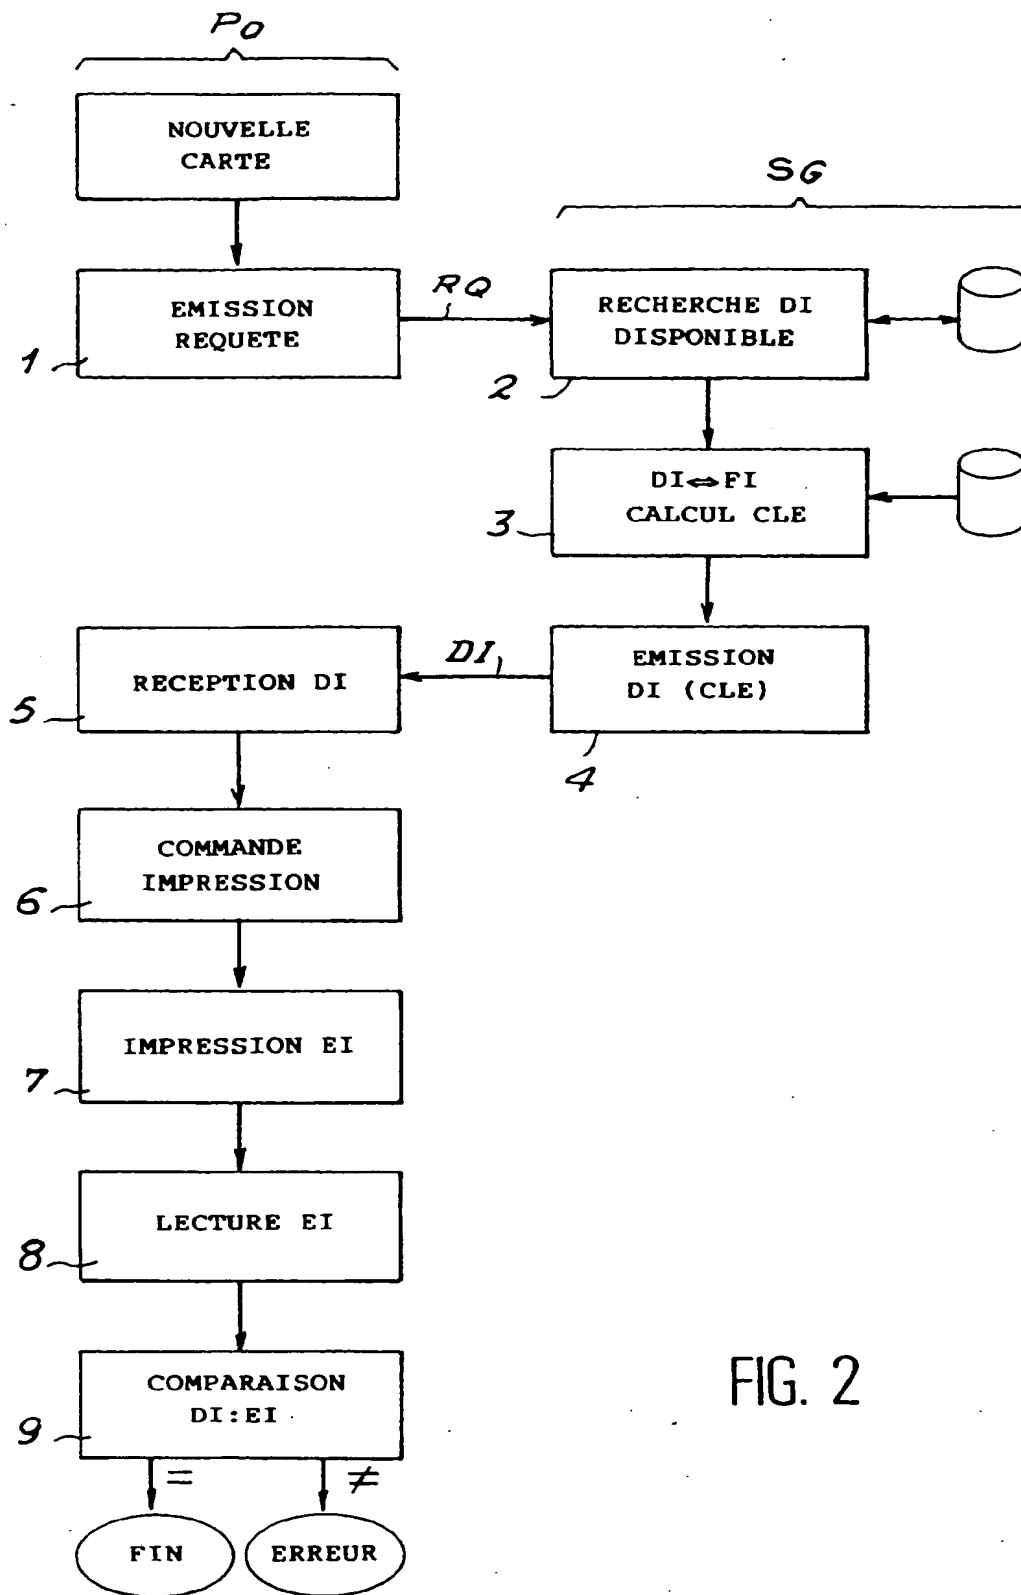 PO
NOUVELLE
CARTE
SG
EMISSION
REQUETE
1
RQ
RECHERCHE DI
DISPONIBLE
2
DI⇔FI
CALCUL CLE
3
EMISSION
DI (CLE)
4
DI
RECEPTION DI
5
COMMANDE
IMPRESSION
6
IMPRESSION EI
7
LECTURE EI
8
COMPARAISON
DI:EI
9
= ≠
FIN ERREUR
FIG. 2